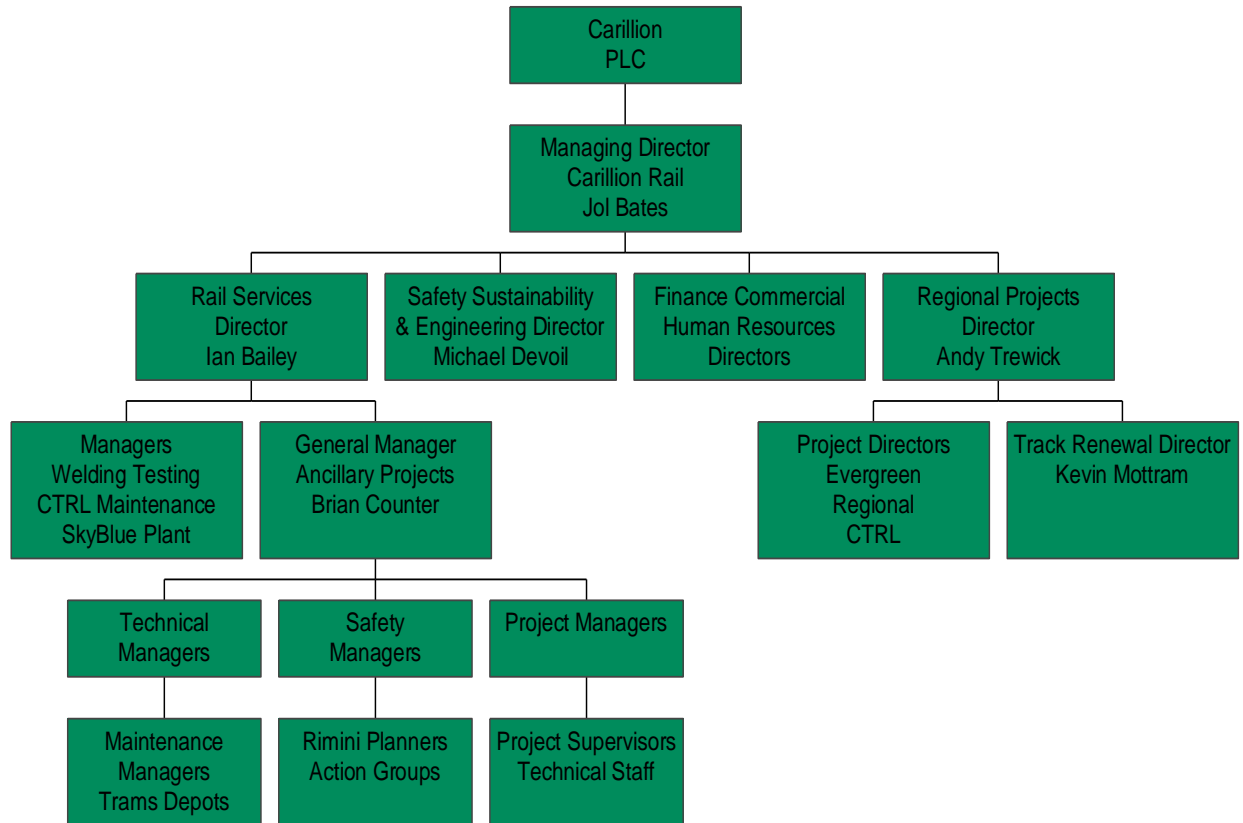 Carillion
PLC
Managing Director
Carillion Rail
Jol Bates
Rail Services
Director
Ian Bailey
Safety Sustainability
& Engineering Director
Michael Devoil
Finance Commercial
Human Resources
Directors
Regional Projects
Director
Andy Trewick
Managers
Welding Testing
CTRL Maintenance
SkyBlue Plant
General Manager
Ancillary Projects
Brian Counter
Project Directors
Evergreen
Regional
CTRL
Track Renewal Director
Kevin Mottram
Technical
Managers
Safety
Managers
Project Managers
Maintenance
Managers
Trams Depots
Rimini Planners
Action Groups
Project Supervisors
Technical Staff